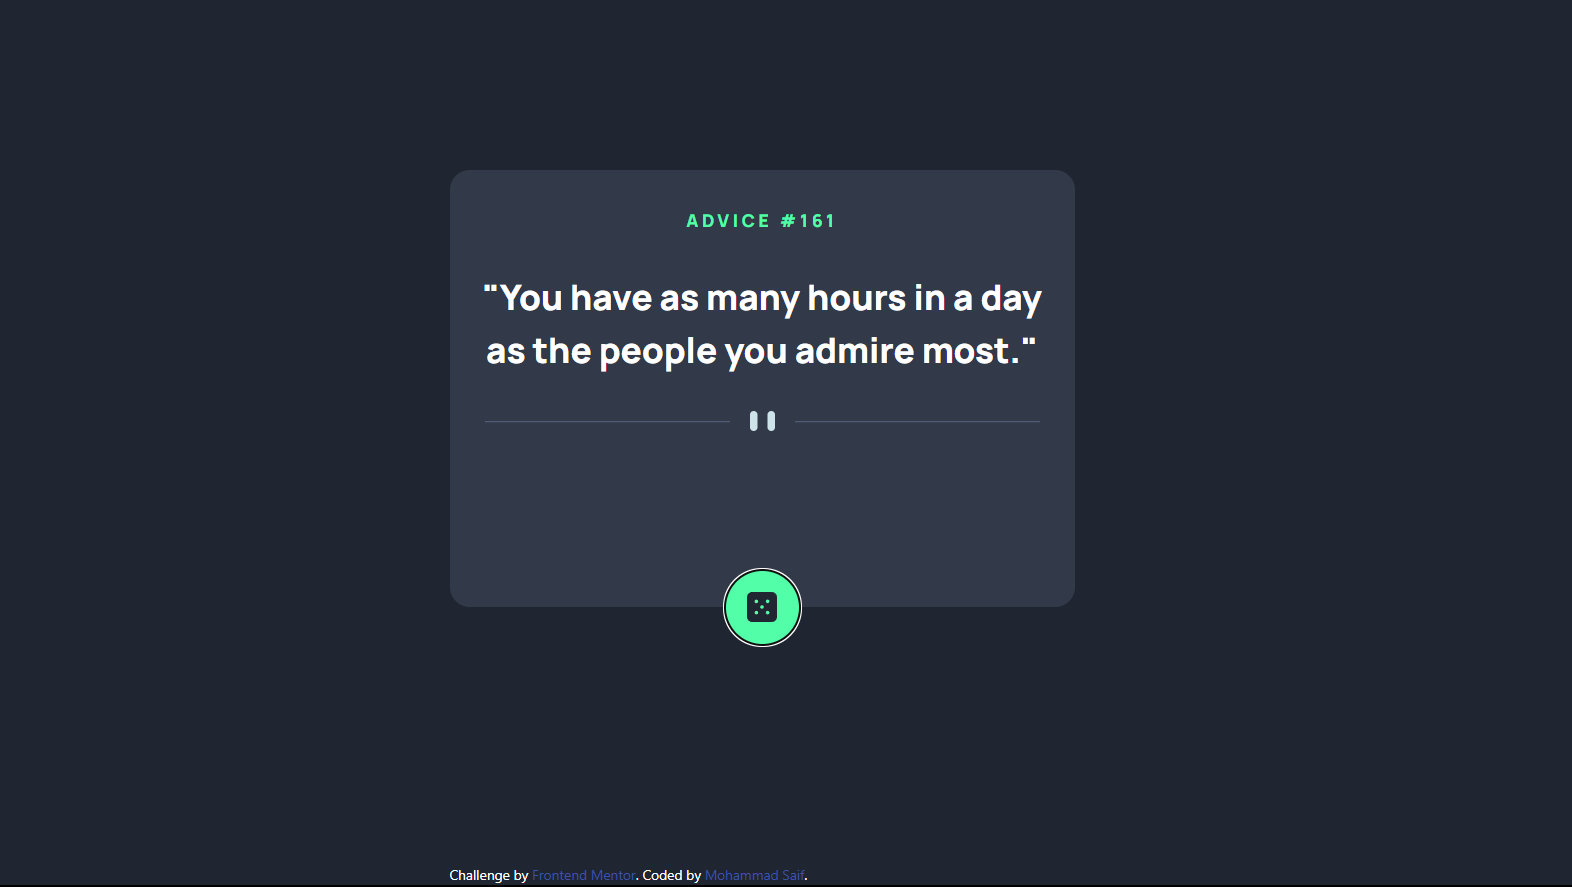 ADVICE #161
"You have as many hours in a day
as the people you admire most."
Challenge by Frontend Mentor. Coded by Mohammad Saif.